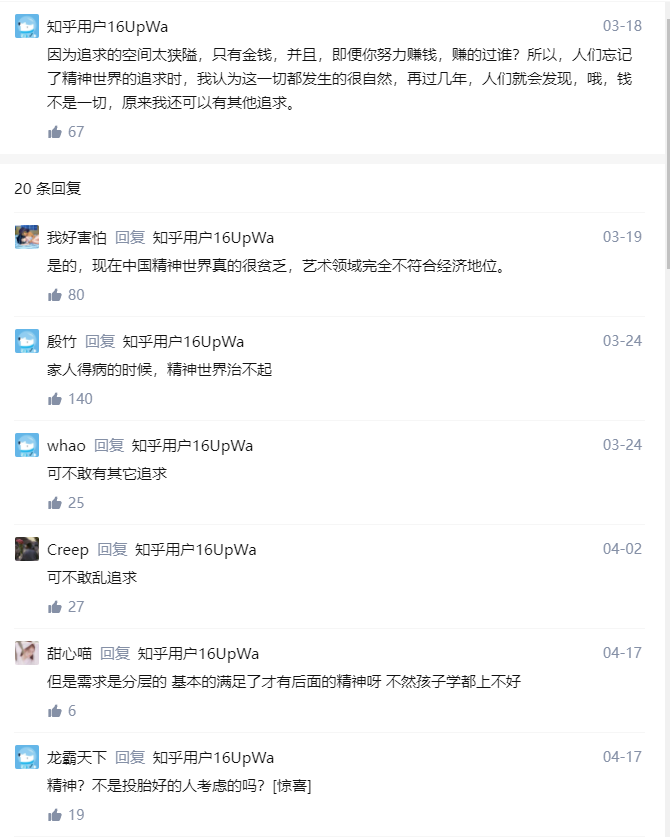 知乎用户16UpWa 03-18
因为追求的空间太狭隘，只有金钱，并且，即便你努力赚钱，赚的过谁？所以，人们忘记
了精神世界的追求时，我认为这一切都发生的很自然，再过几年，人们就会发现，哦，钱
不是一切，原来我还可以有其他追求。
67
20 条回复
我好害怕 回复 知乎用户16UpWa 03-19
是的，现在中国精神世界真的很贫乏，艺术领域完全不符合经济地位。
80
殷竹 回复 知乎用户16UpWa 03-24
家人得病的时候，精神世界治不起
140
whao 回复 知乎用户16UpWa 03-24
可不敢有其它追求
25
Creep 回复 知乎用户16UpWa 04-02
可不敢乱追求
27
甜心喵 回复 知乎用户16UpWa 04-17
但是需求是分层的 基本的满足了才有后面的精神呀 不然孩子学都上不好
6
龙霸天下 回复 知乎用户16UpWa 04-17
精神？不是投胎好的人考虑的吗？[惊喜]
19